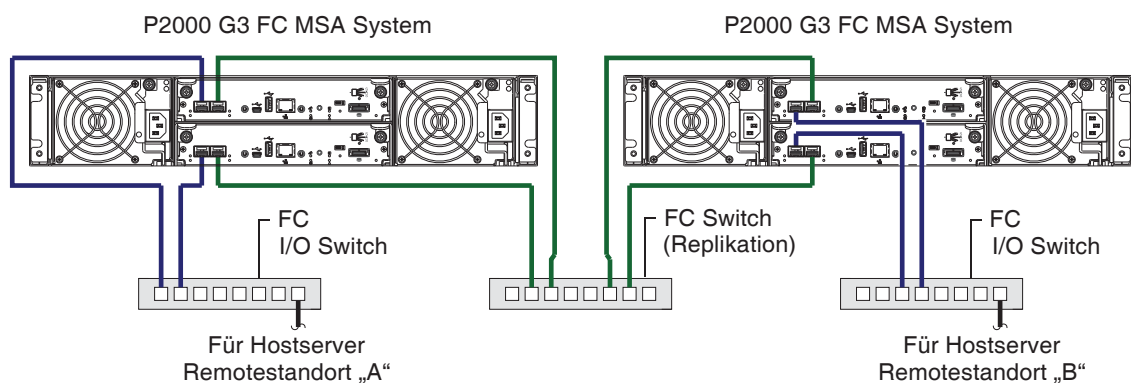 P2000 G3 FC MSA System
P2000 G3 FC MSA System
FC
I/O Switch
FC Switch
(Replikation)
FC
I/O Switch
Für Hostserver
Remotestandort „A“
Für Hostserver
Remotestandort „B“